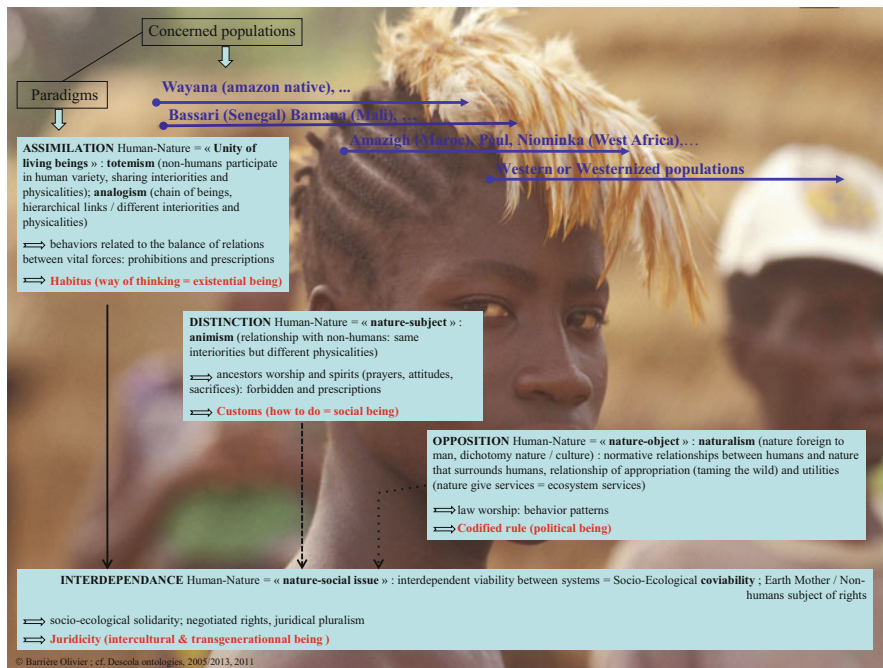 Concerned populations
Paradigms
Wayana (amazon native), ...
Bassari (Senegal) Bamana (Mali), …
Amazigh (Maroc), Peul, Niominka (West Africa),…
Western or Westernized populations
ASSIMILATION Human-Nature = « Unity of
living beings » : totemism (non-humans participate
in human variety, sharing interiorities and
physicalities); analogism (chain of beings,
hierarchical links / different interiorities and
physicalities)
behaviors related to the balance of relations
between vital forces: prohibitions and prescriptions
Habitus (way of thinking = existential being)
DISTINCTION Human-Nature = « nature-subject » :
animism (relationship with non-humans: same
interiorities but different physicalities)
ancestors worship and spirits (prayers, attitudes,
sacrifices): forbidden and prescriptions
Customs (how to do = social being)
OPPOSITION Human-Nature = « nature-object » : naturalism (nature foreign to
man, dichotomy nature / culture) : normative relationships between humans and nature
that surrounds humans, relationship of appropriation (taming the wild) and utilities
(nature give services = ecosystem services)
law worship: behavior patterns
Codified rule (political being)
INTERDEPENDANCE Human-Nature = « nature-social issue » : interdependent viability between systems = Socio-Ecological coviability ; Earth Mother / Non-
humans subject of rights
socio-ecological solidarity; negotiated rights, juridical pluralism
Juridicity (intercultural & transgenerationnal being )
© Barrière Olivier ; cf. Descola ontologies, 2005/2013, 2011